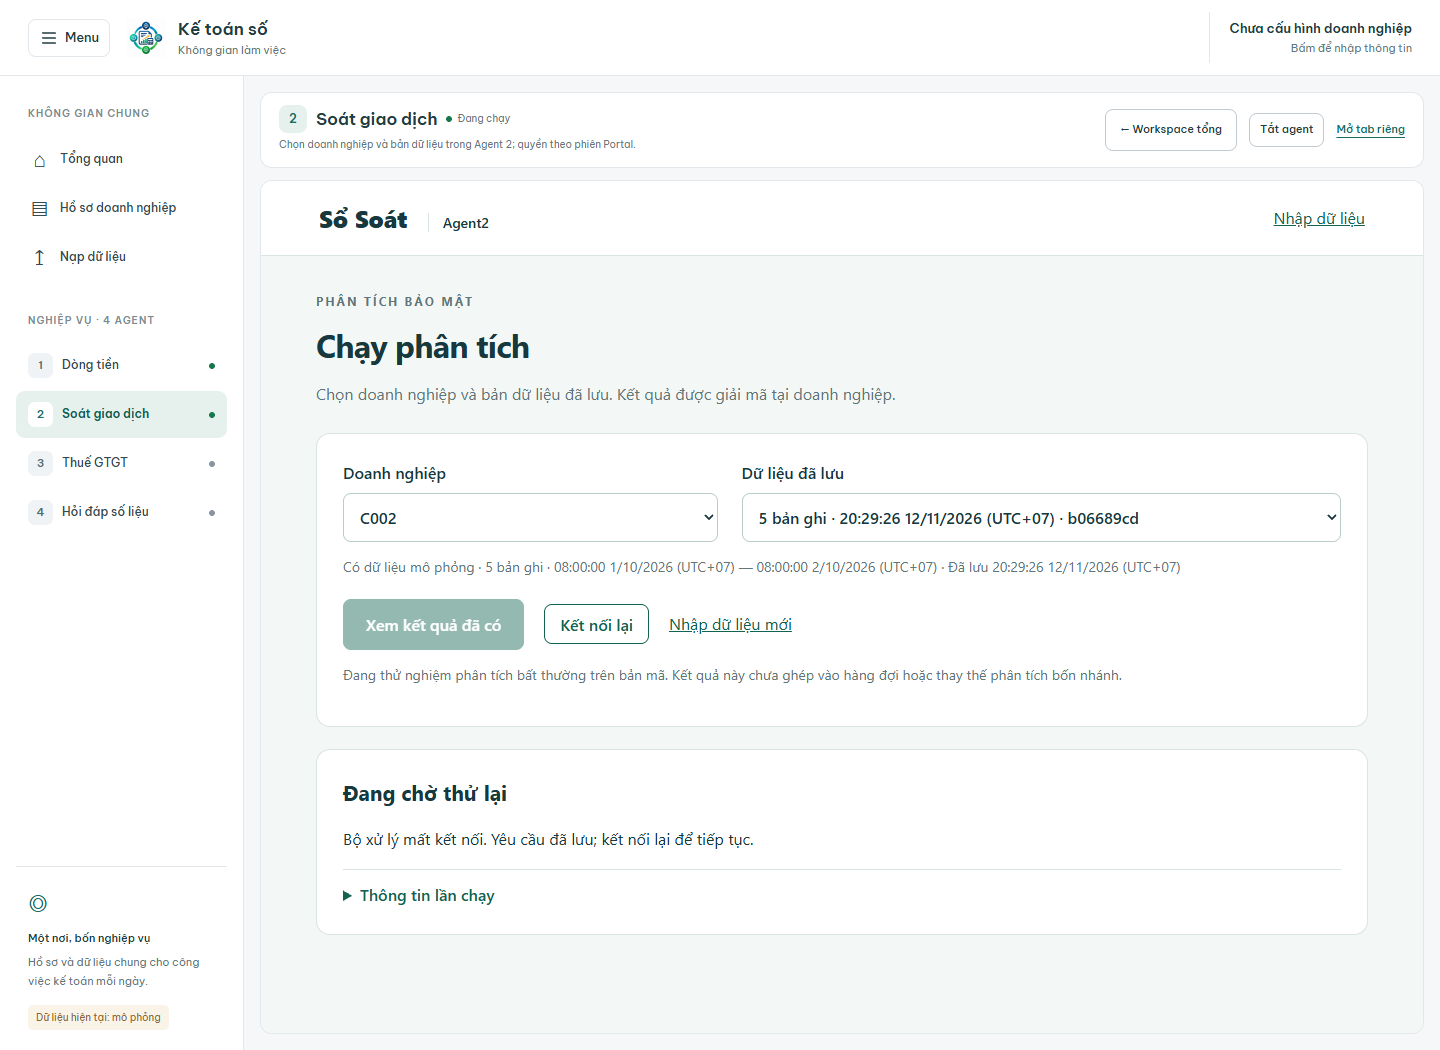 Menu
Kế toán số
Không gian làm việc
Chưa cấu hình doanh nghiệp
Bấm để nhập thông tin
KHÔNG GIAN CHUNG
Tổng quan
Hồ sơ doanh nghiệp
Nạp dữ liệu
NGHIỆP VỤ · 4 AGENT
1 Dòng tiền
2 Soát giao dịch
3 Thuế GTGT
4 Hỏi đáp số liệu
Một nơi, bốn nghiệp vụ
Hồ sơ và dữ liệu chung cho công
việc kế toán mỗi ngày.
Dữ liệu hiện tại: mô phỏng
2 Soát giao dịch Đang chạy
Chọn doanh nghiệp và bản dữ liệu trong Agent 2; quyền theo phiên Portal.
← Workspace tổng
Tắt agent
Mở tab riêng
Sổ Soát
Agent2
Nhập dữ liệu
PHÂN TÍCH BẢO MẬT
Chạy phân tích
Chọn doanh nghiệp và bản dữ liệu đã lưu. Kết quả được giải mã tại doanh nghiệp.
Doanh nghiệp
C002
Dữ liệu đã lưu
5 bản ghi · 20:29:26 12/11/2026 (UTC+07) · b06689cd
Có dữ liệu mô phỏng · 5 bản ghi · 08:00:00 1/10/2026 (UTC+07) — 08:00:00 2/10/2026 (UTC+07) · Đã lưu 20:29:26 12/11/2026 (UTC+07)
Xem kết quả đã có
Kết nối lại
Nhập dữ liệu mới
Đang thử nghiệm phân tích bất thường trên bản mã. Kết quả này chưa ghép vào hàng đợi hoặc thay thế phân tích bốn nhánh.
Đang chờ thử lại
Bộ xử lý mất kết nối. Yêu cầu đã lưu; kết nối lại để tiếp tục.
Thông tin lần chạy